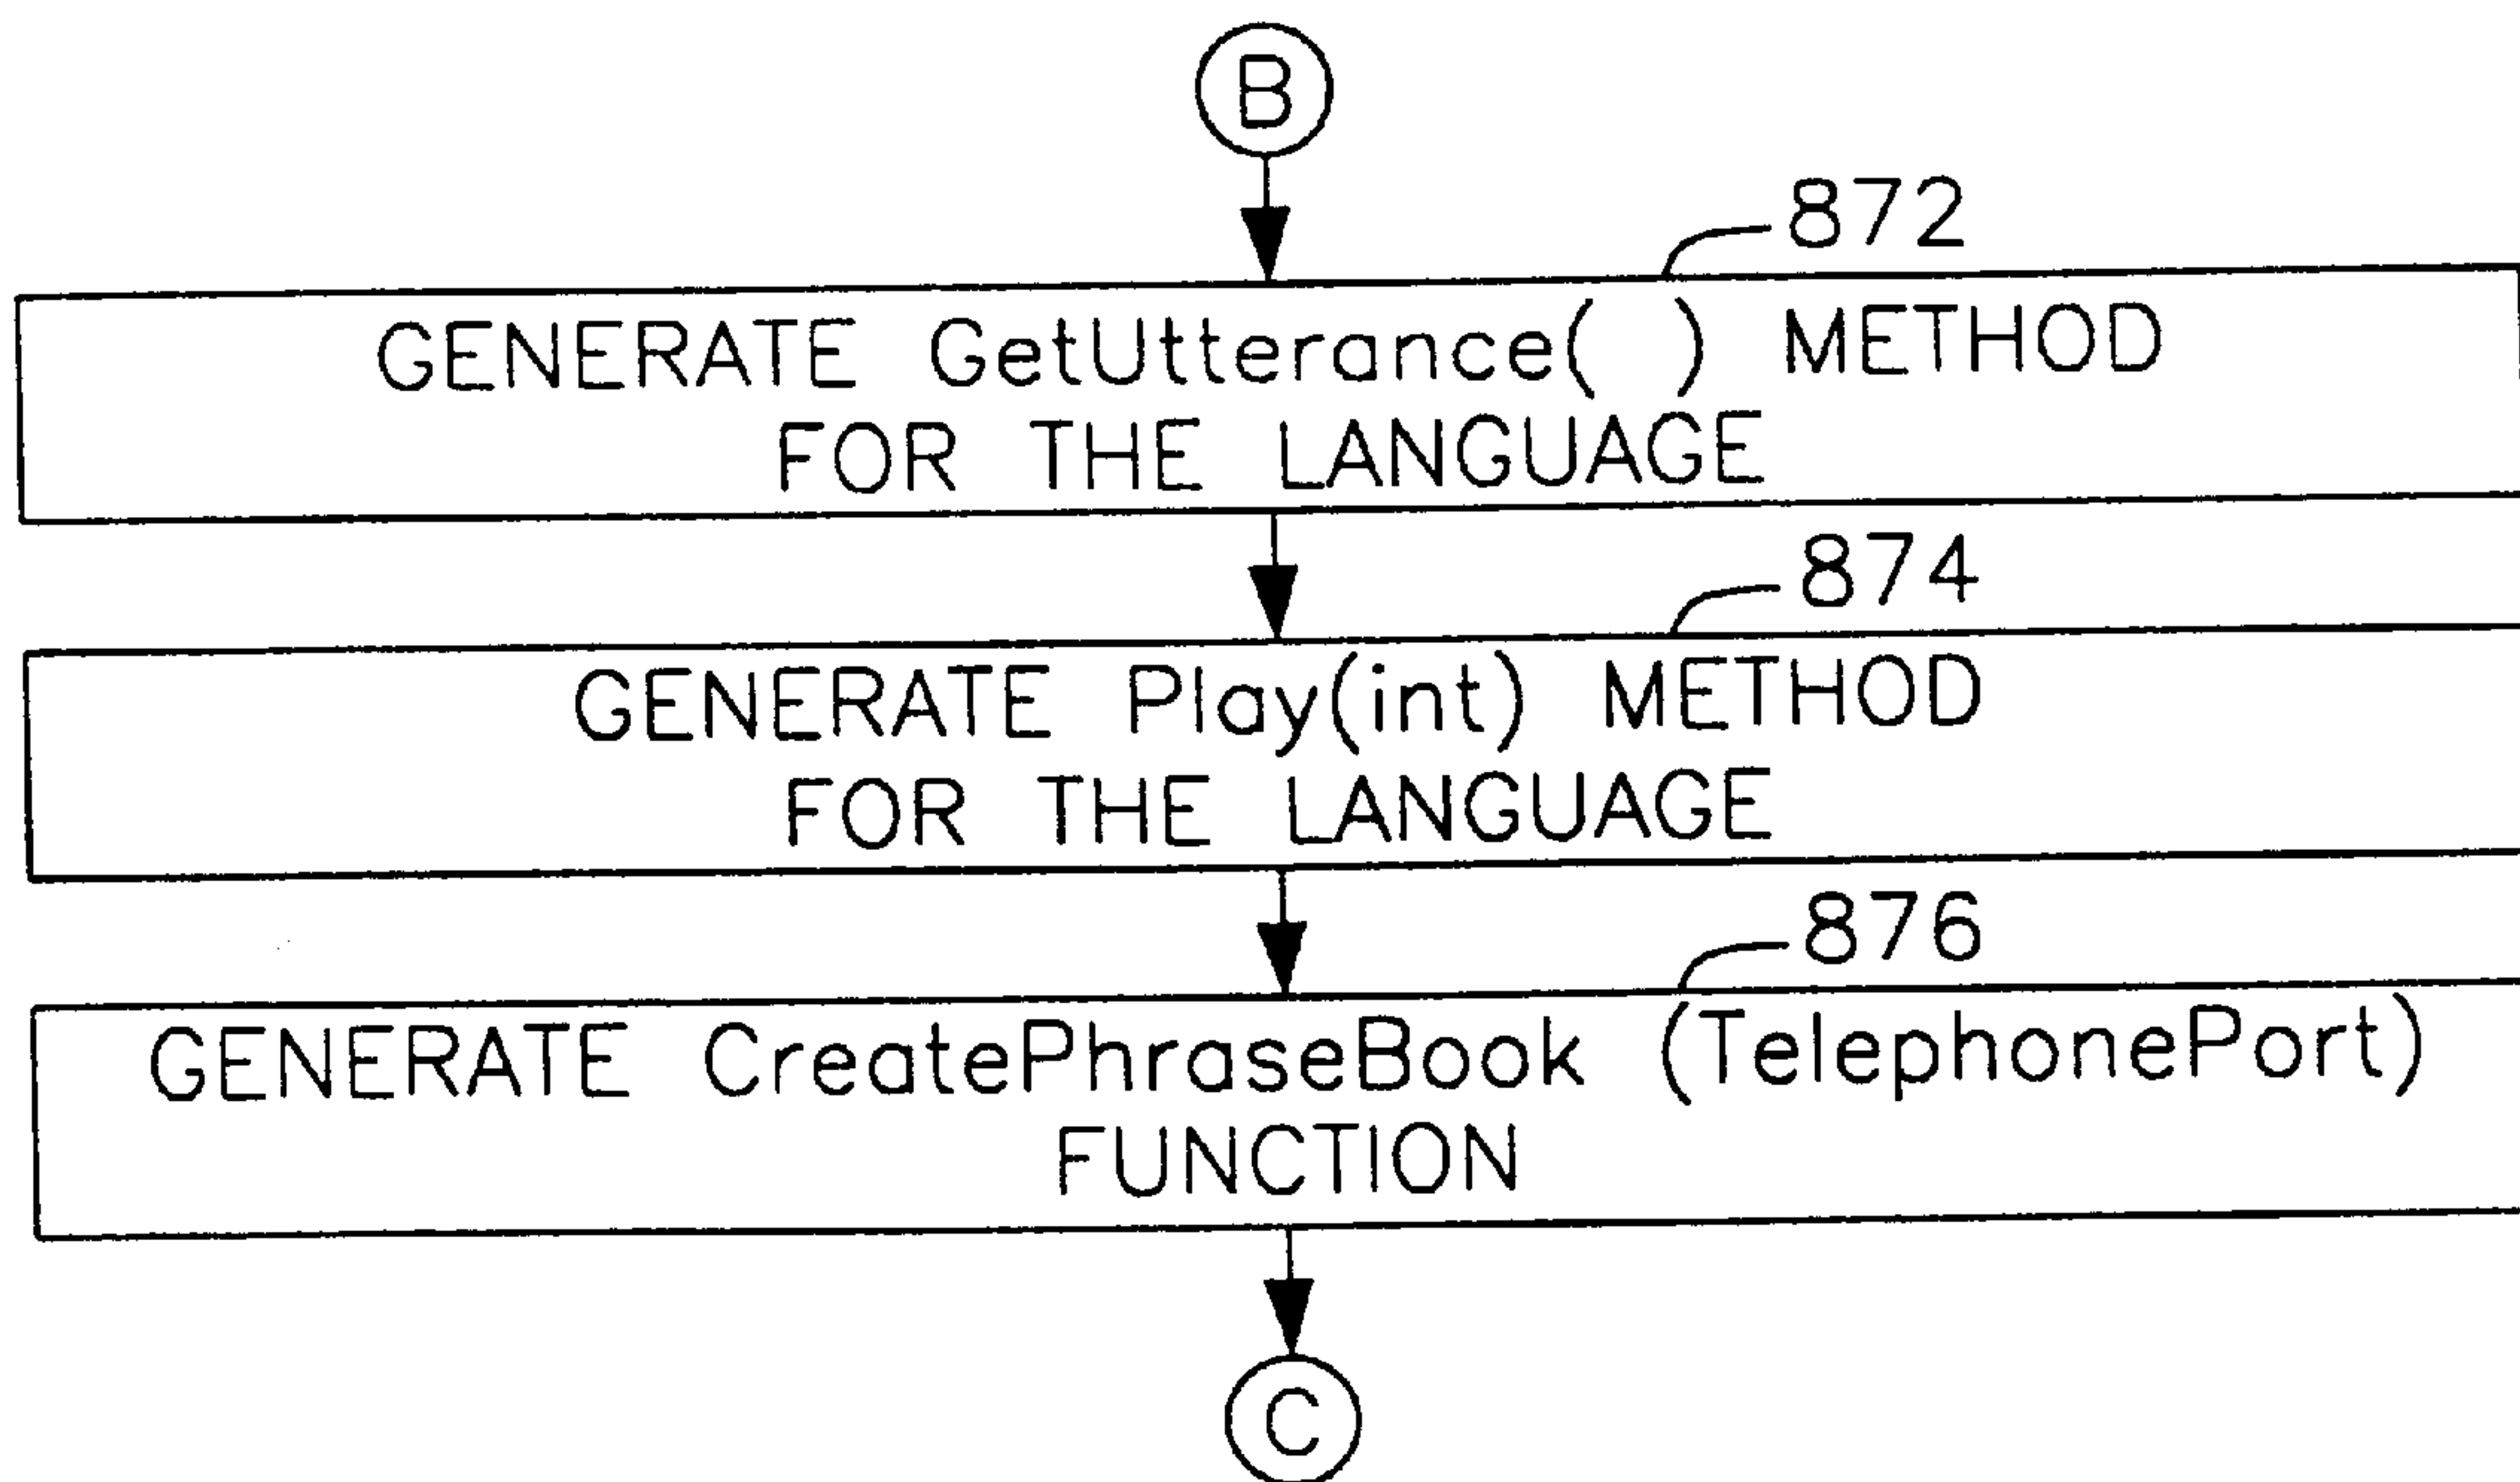 B
872
GENERATE GetUtterance( ) METHOD
FOR THE LANGUAGE
874
GENERATE Play(int) METHOD
FOR THE LANGUAGE
876
GENERATE CreatePhraseBook (TelephonePort)
FUNCTION
C